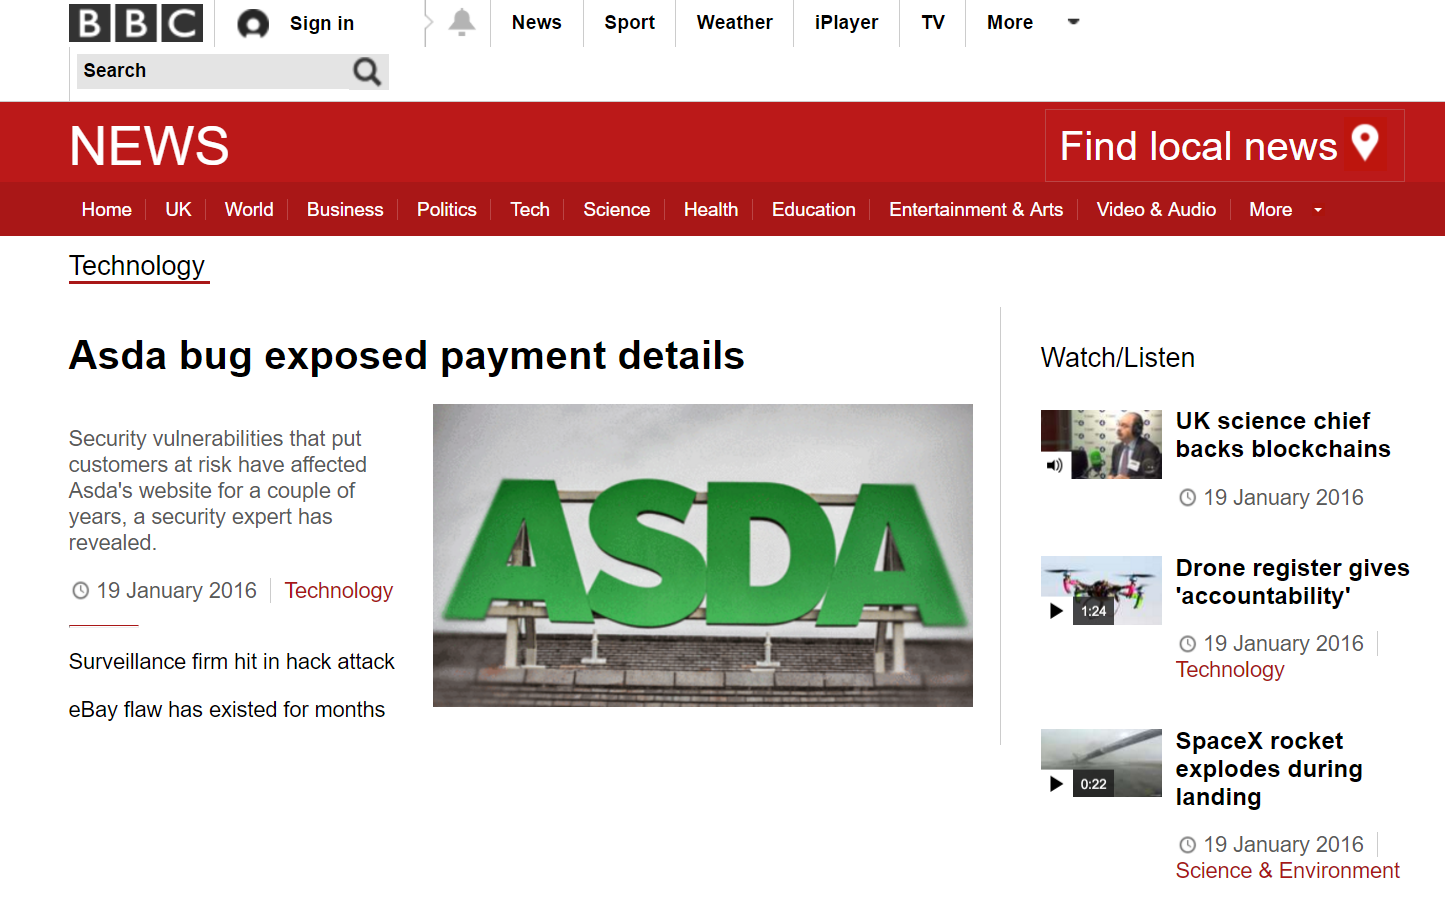 BBC
Sign in
News
Sport
Weather
iPlayer
TV
More
Search
NEWS
Find local news
Home
UK
World
Business
Politics
Tech
Science
Health
Education
Entertainment & Arts
Video & Audio
More
Technology
Asda bug exposed payment details
Security vulnerabilities that put
customers at risk have affected
Asda's website for a couple of
years, a security expert has
revealed.
19 January 2016
Technology
Surveillance firm hit in hack attack
eBay flaw has existed for months
ASDA
Watch/Listen
UK science chief
backs blockchains
19 January 2016
1:24
Drone register gives
'accountability'
19 January 2016
Technology
0:22
SpaceX rocket
explodes during
landing
19 January 2016
Science & Environment